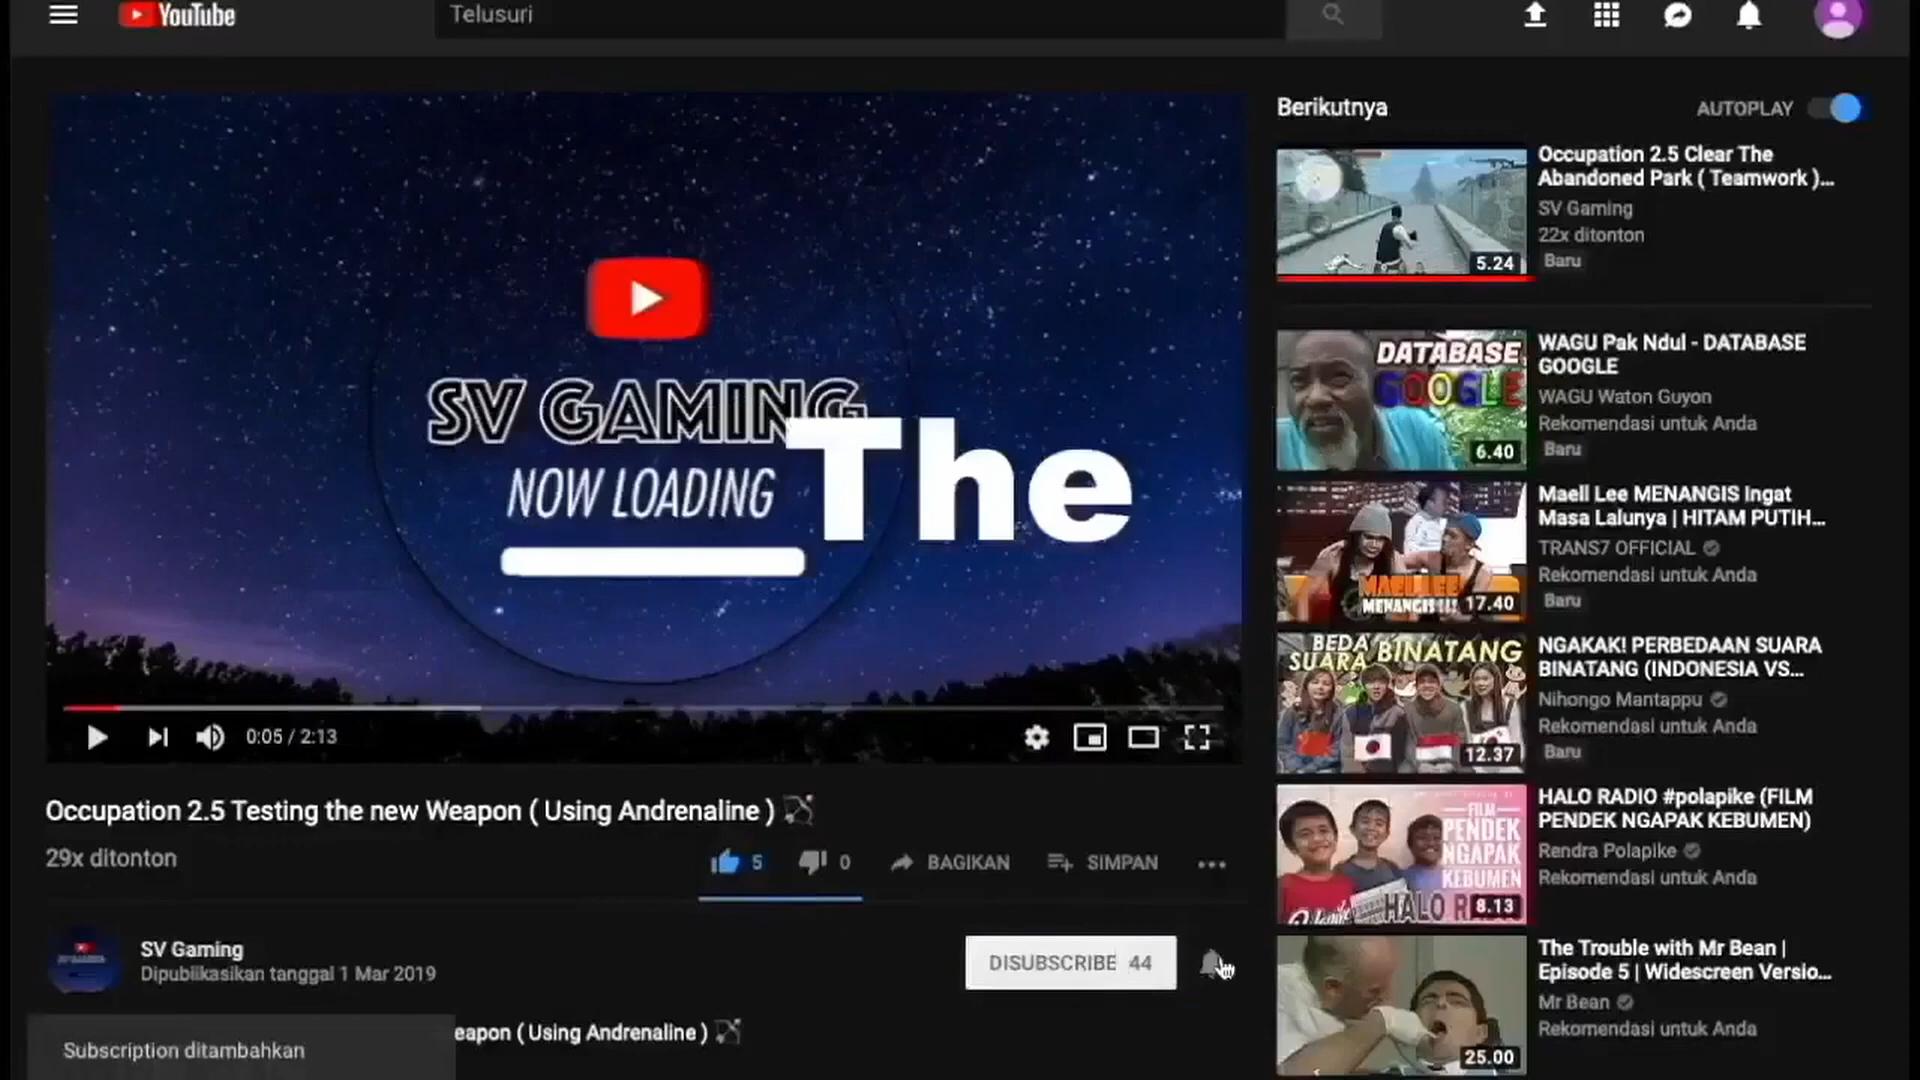 YouTube
Telusuri
SV GAMING
NOW LOADING
The
0:05 / 2:13
Occupation 2.5 Testing the new Weapon ( Using Andrenaline )
29x ditonton
5
0
BAGIKAN
SIMPAN
SV Gaming
Dipublikasikan tanggal 1 Mar 2019
DISUBSCRIBE 44
eapon ( Using Andrenaline )
Subscription ditambahkan
Berikutnya
AUTOPLAY
5.24
Occupation 2.5 Clear The
Abandoned Park ( Teamwork )...
SV Gaming
22x ditonton
Baru
DATABASE
GOOGLE
6.40
WAGU Pak Ndul - DATABASE
GOOGLE
WAGU Waton Guyon
Rekomendasi untuk Anda
Baru
MAELL LEE
MENANGIS!!!
17.40
Maell Lee MENANGIS Ingat
Masa Lalunya | HITAM PUTIH...
TRANS7 OFFICIAL
Rekomendasi untuk Anda
Baru
BEDA
SUARA BINATANG
12.37
NGAKAK! PERBEDAAN SUARA
BINATANG (INDONESIA VS...
Nihongo Mantappu
Rekomendasi untuk Anda
Baru
FILM
PENDEK
NGAPAK
KEBUMEN
HALO R
8.13
HALO RADIO #polapike (FILM
PENDEK NGAPAK KEBUMEN)
Rendra Polapike
Rekomendasi untuk Anda
25.00
The Trouble with Mr Bean |
Episode 5 | Widescreen Versio...
Mr Bean
Rekomendasi untuk Anda